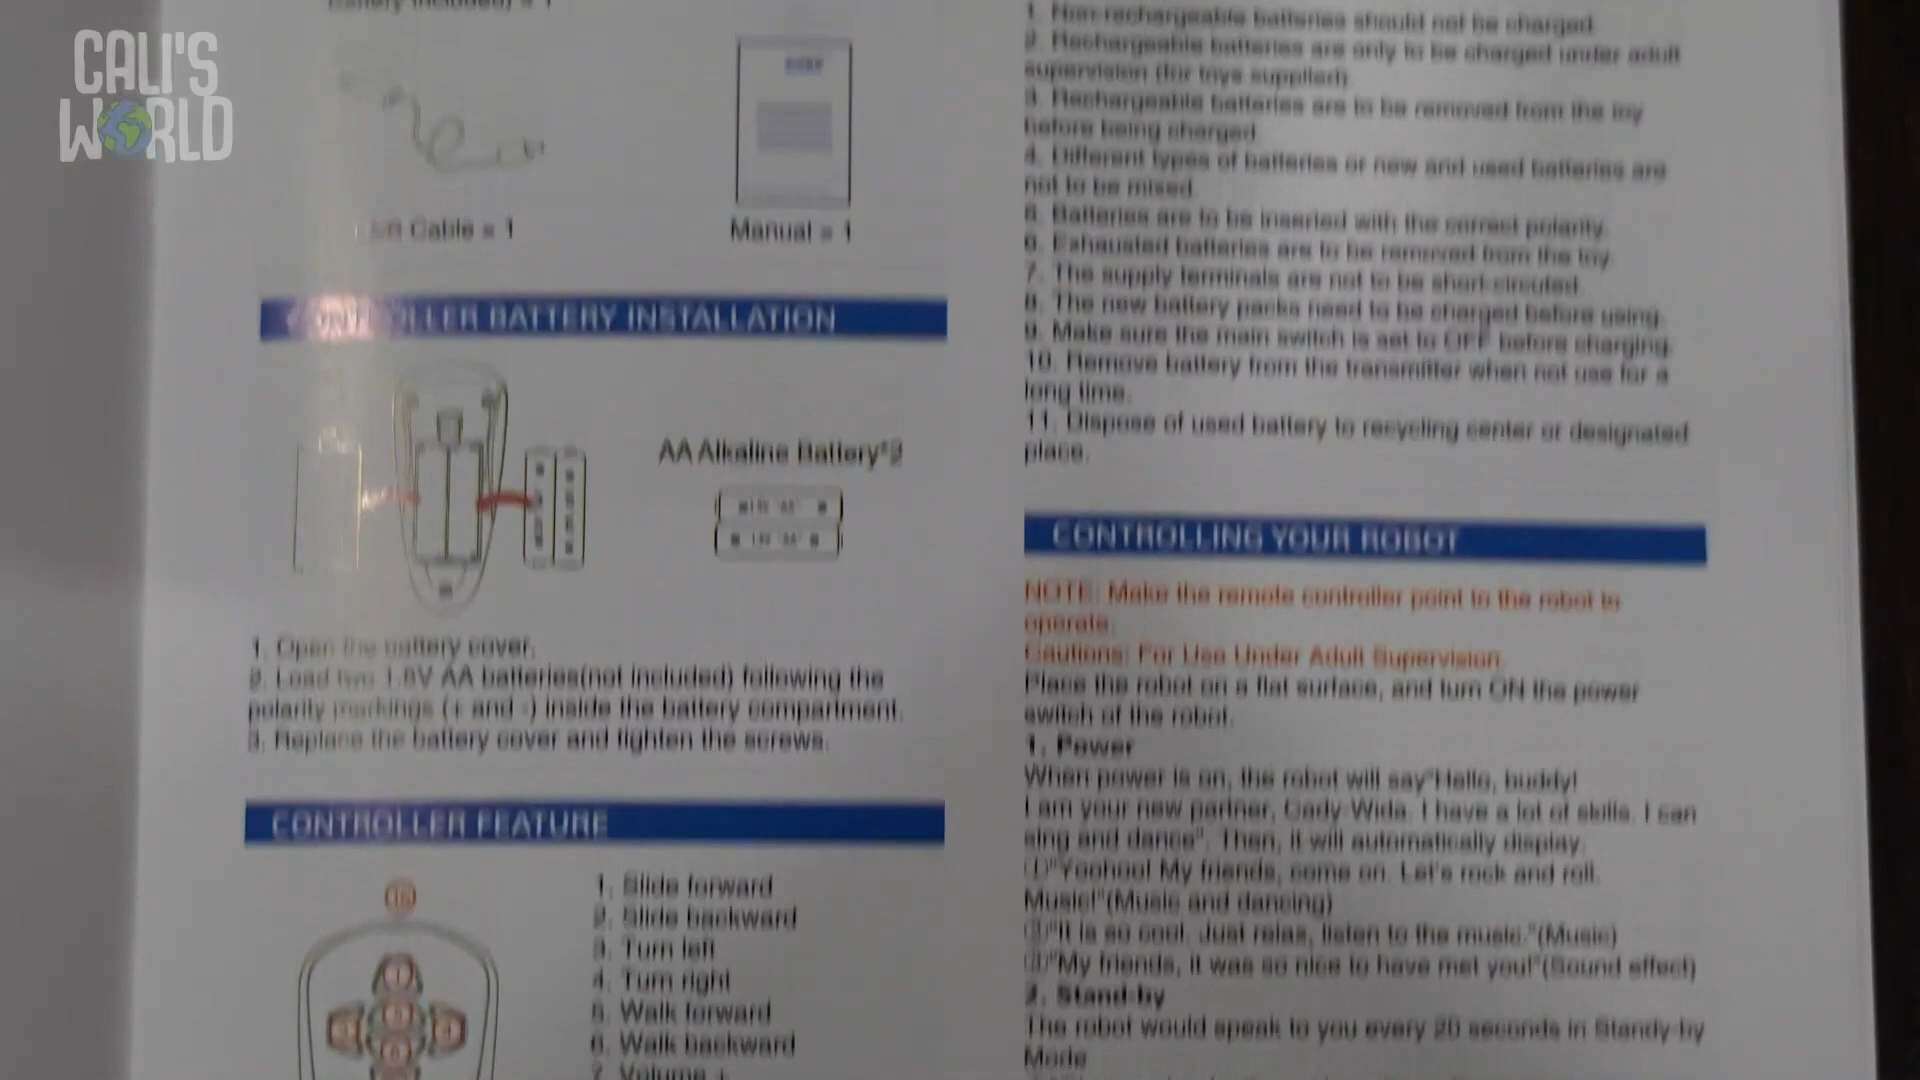 CALI'S
WORLD
Battery included) × 1
Cable × 1
Manual × 1
CONTROLLER BATTERY INSTALLATION
AA Alkaline Battery*2
1. Open the battery cover.
2. Load two 1.5V AA batteries(not included) following the
polarity markings (+ and -) inside the battery compartment.
3. Replace the battery cover and tighten the screws.
CONTROLLER FEATURE
1. Slide forward
2. Slide backward
3. Turn left
4. Turn right
5. Walk forward
6. Walk backward
7. Volume +
1. Non-rechargeable batteries should not be charged.
2. Rechargeable batteries are only to be charged under adult
supervision (for toys supplied)
3. Rechargeable batteries are to be removed from the toy
before being charged.
4. Different types of batteries or new and used batteries are
not to be mixed.
5. Batteries are to be inserted with the correct polarity.
6. Exhausted batteries are to be removed from the toy.
7. The supply terminals are not to be short-circuited.
8. The new battery packs need to be charged before using.
9. Make sure the main switch is set to OFF before charging.
10. Remove battery from the transmitter when not use for a
long time.
11. Dispose of used battery to recycling center or designated
place.
CONTROLLING YOUR ROBOT
NOTE: Make the remote controller point to the robot to
operate.
Cautions: For Use Under Adult Supervision.
Place the robot on a flat surface, and turn ON the power
switch of the robot.
1. Power
When power is on, the robot will say"Hello, buddy!
I am your new partner, Cady Wida. I have a lot of skills. I can
sing and dance". Then, it will automatically display.
①"Yoohoo! My friends, come on. Let's rock and roll.
Music!"(Music and dancing)
②"It is so cool. Just relax, listen to the music."(Music)
③"My friends, it was so nice to have met you!"(Sound effect)
2. Stand-by
The robot would speak to you every 20 seconds in Standy-by
Mode